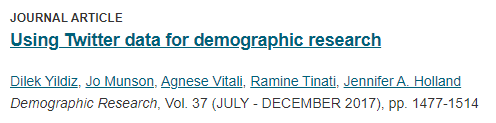 JOURNAL ARTICLE
Using Twitter data for demographic research
Dilek Yildiz, Jo Munson, Agnese Vitali, Ramine Tinati, Jennifer A. Holland
Demographic Research, Vol. 37 (JULY - DECEMBER 2017), pp. 1477-1514